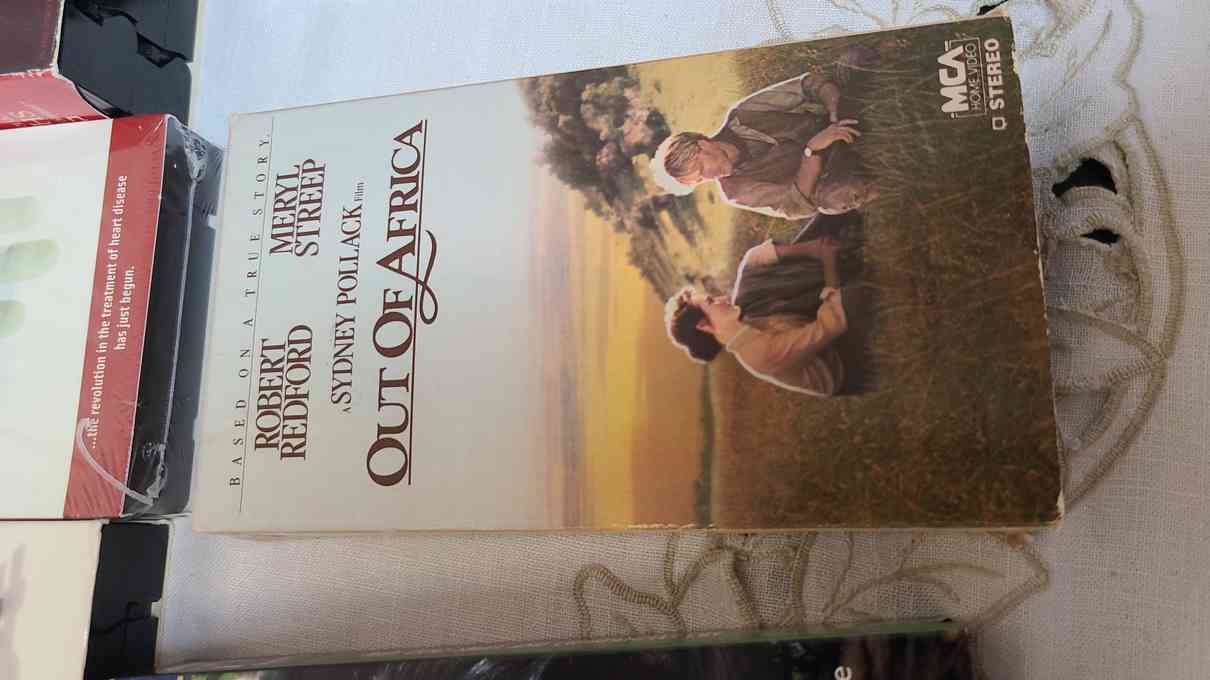 BASED ON A TRUE STORY.
ROBERT
REDFORD
MERYL
STREEP
A SYDNEY POLLACK Film
OUT OF AFRICA
MCA
HOME VIDEO
STEREO
...the revolution in the treatment of heart disease
has just begun.